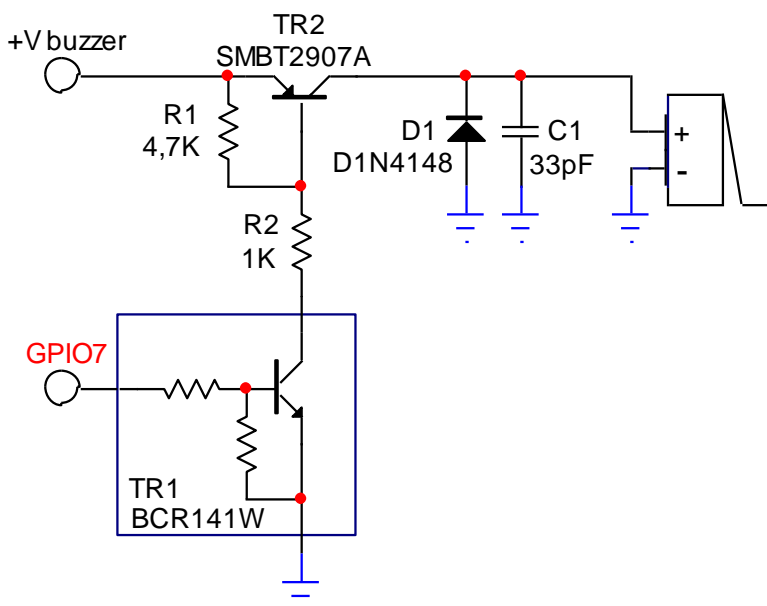 TR2
+V buzzer
SMBT2907A
R1
4,7K
D1
D1N4148
C1
33pF
+
-
R2
1K
GPIO7
TR1
BCR141W